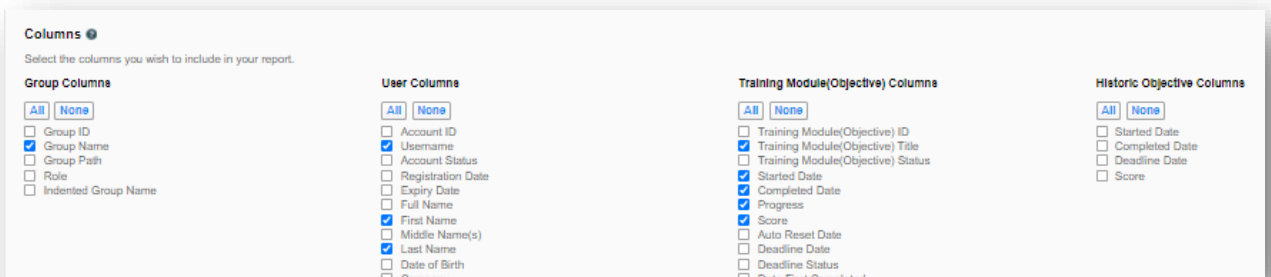 Columns
Select the columns you wish to include in your report.
Group Columns
All None
Group ID
Group Name
Group Path
Role
Indented Group Name
User Columns
All None
Account ID
Username
Account Status
Registration Date
Expiry Date
Full Name
First Name
Middle Name(s)
Last Name
Date of Birth
Training Module(Objective) Columns
All None
Training Module(Objective) ID
Training Module(Objective) Title
Training Module(Objective) Status
Started Date
Completed Date
Progress
Score
Auto Reset Date
Deadline Date
Deadline Status
Historic Objective Columns
All None
Started Date
Completed Date
Deadline Date
Score